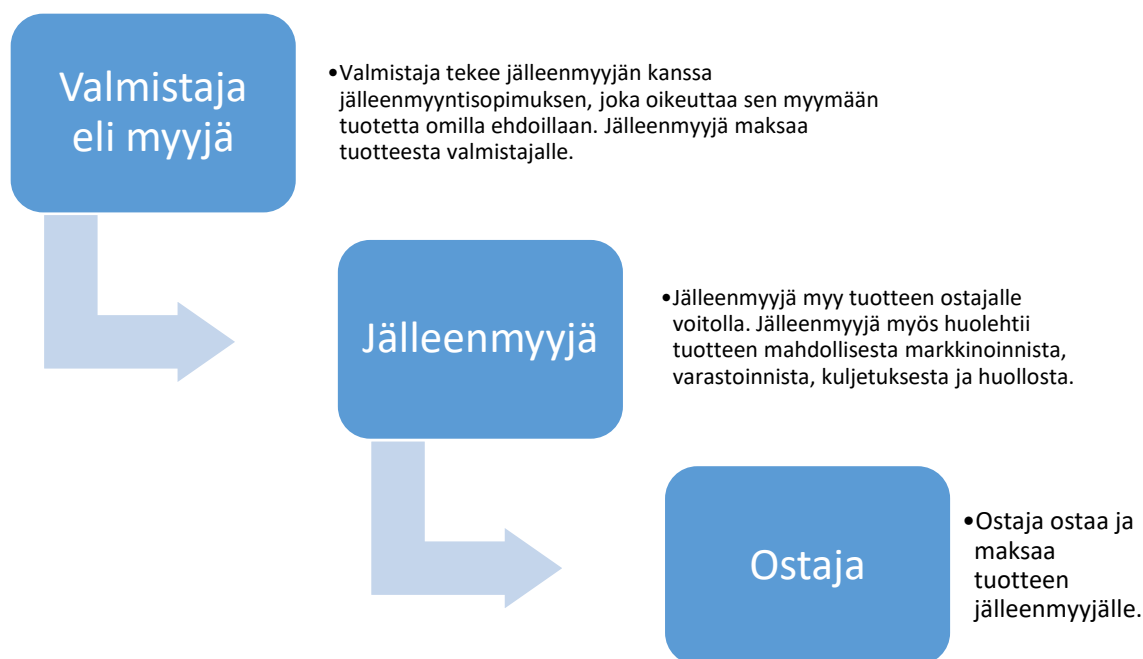 Valmistaja
eli myyjä
•Valmistaja tekee jälleenmyyjän kanssa
jälleenmyyntisopimuksen, joka oikeuttaa sen myymään
tuotetta omilla ehdoillaan. Jälleenmyyjä maksaa
tuotteesta valmistajalle.
Jälleenmyyjä
•Jälleenmyyjä myy tuotteen ostajalle
voitolla. Jälleenmyyjä myös huolehtii
tuotteen mahdollisesta markkinoinnista,
varastoinnista, kuljetuksesta ja huollosta.
Ostaja
•Ostaja ostaa ja
maksaa
tuotteen
jälleenmyyjälle.